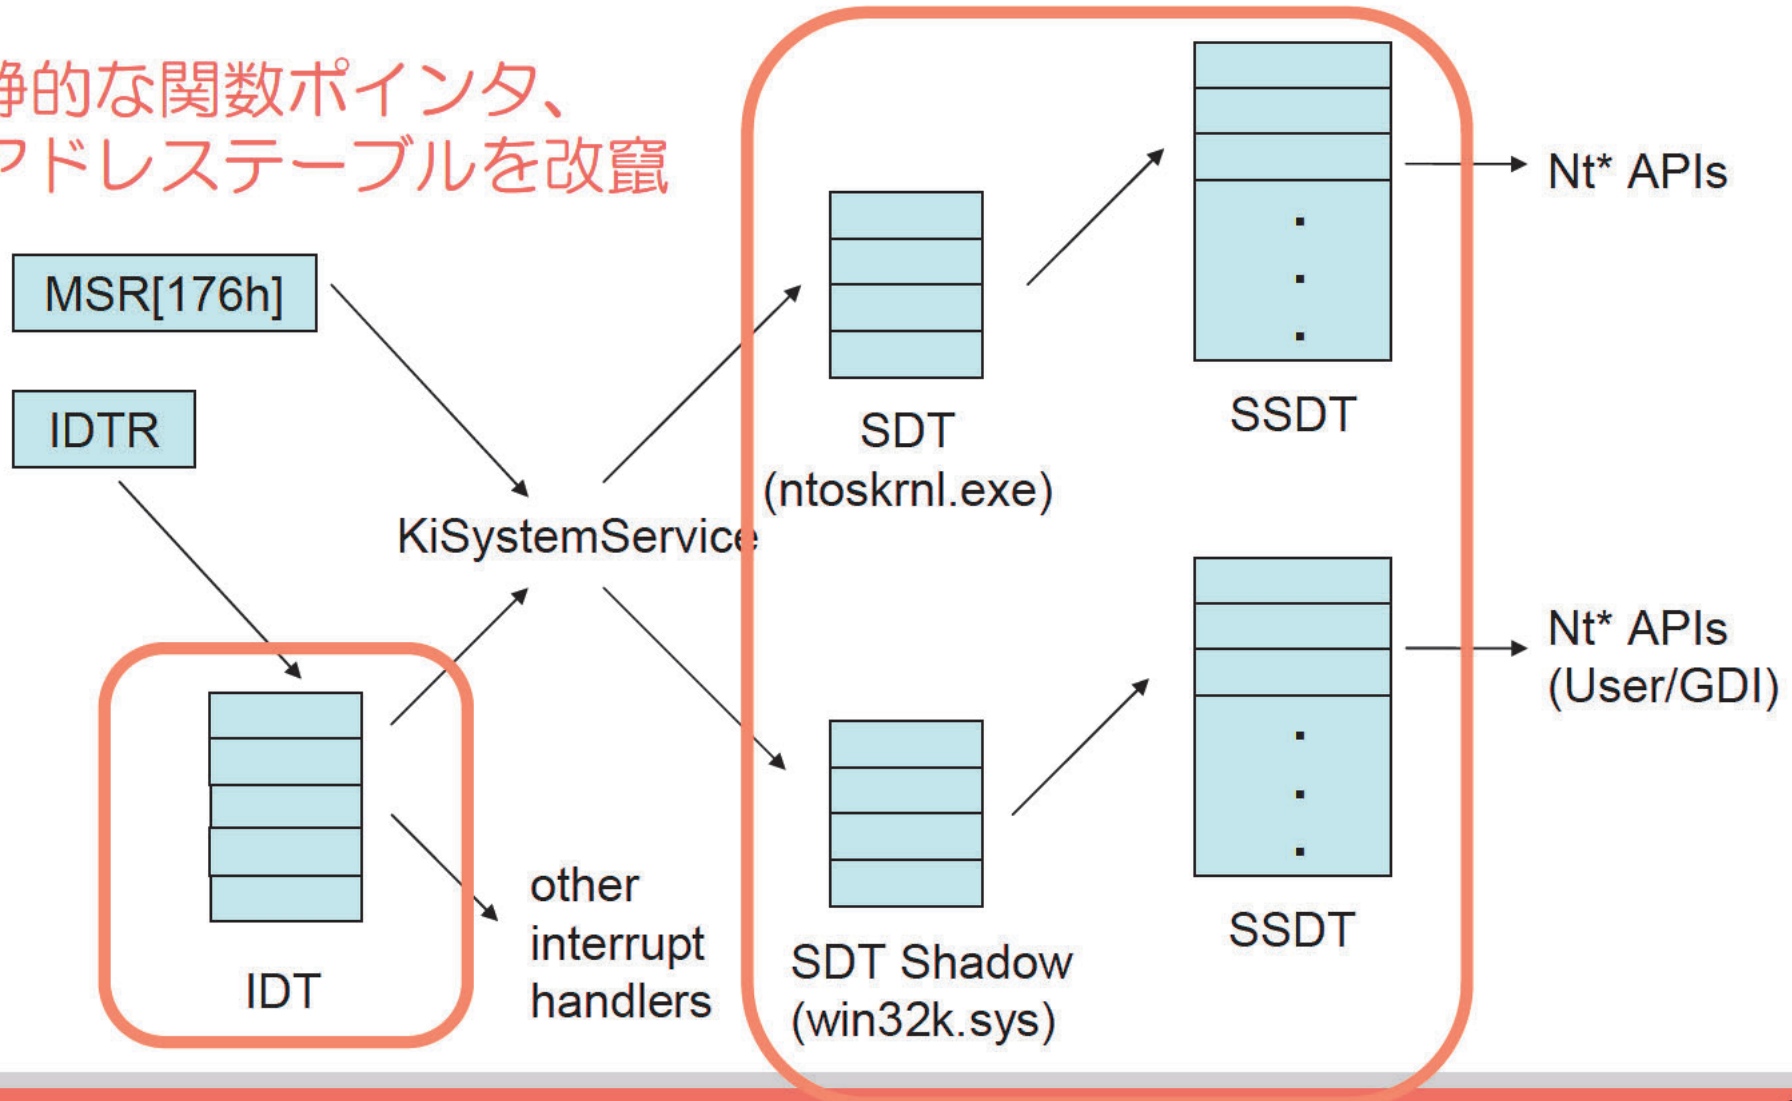 静的な関数ポインタ、
アドレステーブルを改竄
MSR[176h]
IDTR
KiSystemService
IDT
other
interrupt
handlers
SDT
(ntoskrnl.exe)
SSDT
Nt* APIs
SDT Shadow
(win32k.sys)
SSDT
Nt* APIs
(User/GDI)